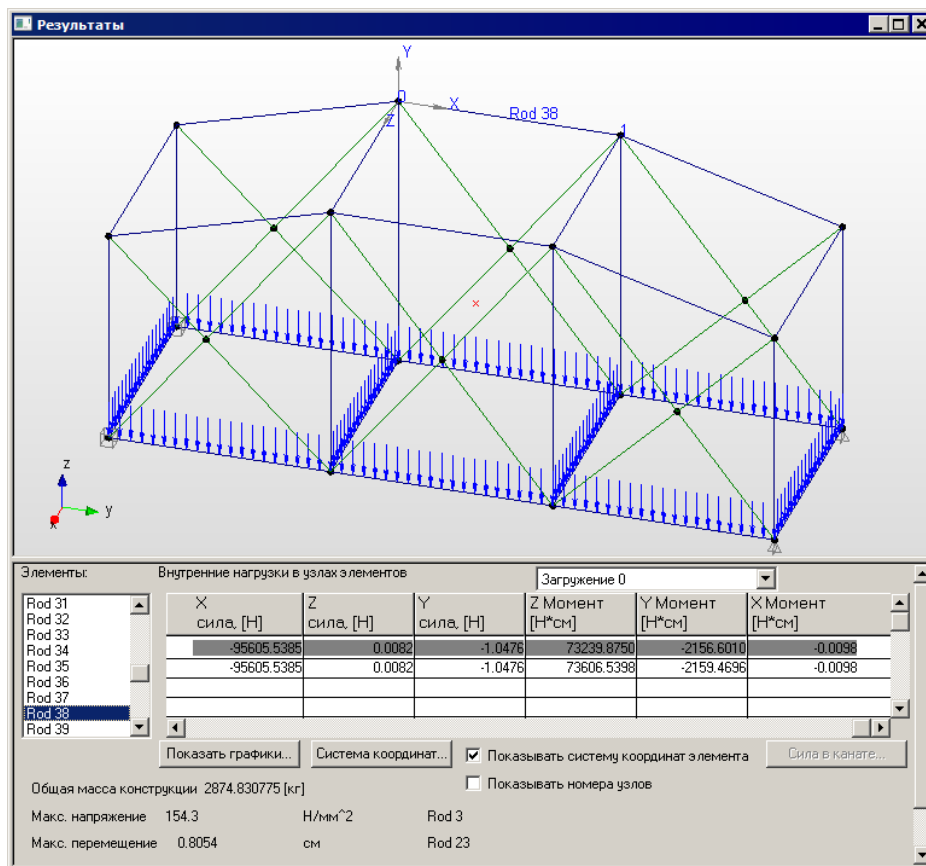 Результаты
Y
0
X
Rod 38
Z
1
z
y
x
Элементы:
Внутренние нагрузки в узлах элементов
Загружение 0
Rod 31
Rod 32
Rod 33
Rod 34
Rod 35
Rod 36
Rod 37
Rod 38
Rod 39
X сила, [Н] Z сила, [Н] Y сила, [Н] Z Момент [Н*см] Y Момент [Н*см] X Момент [Н*см]
-95605.5385 0.0082 -1.0476 73239.8750 -2156.6010 -0.0098
-95605.5385 0.0082 -1.0476 73606.5398 -2159.4696 -0.0098
Показать графики...
Система координат...
Показывать систему координат элемента
Сила в канате...
Показывать номера узлов
Общая масса конструкции 2874.830775 [кг]
Макс. напряжение 154.3 Н/мм^2 Rod 3
Макс. перемещение 0.8054 см Rod 23